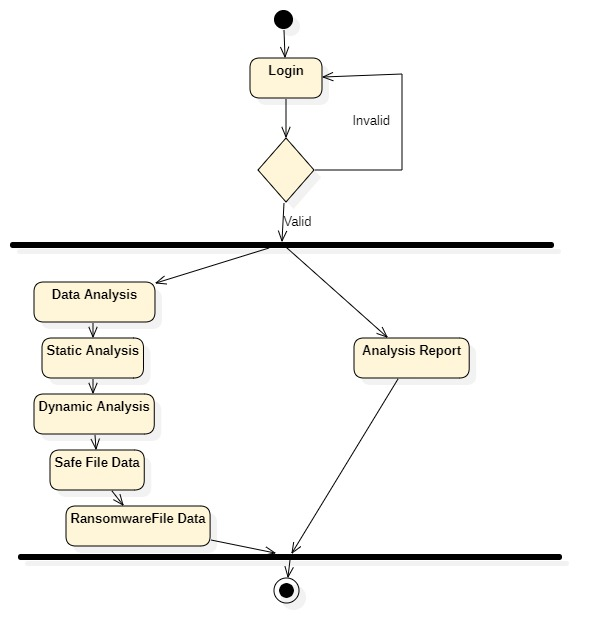 Login
Invalid
Valid
Data Analysis
Static Analysis
Analysis Report
Dynamic Analysis
Safe File Data
RansomwareFile Data